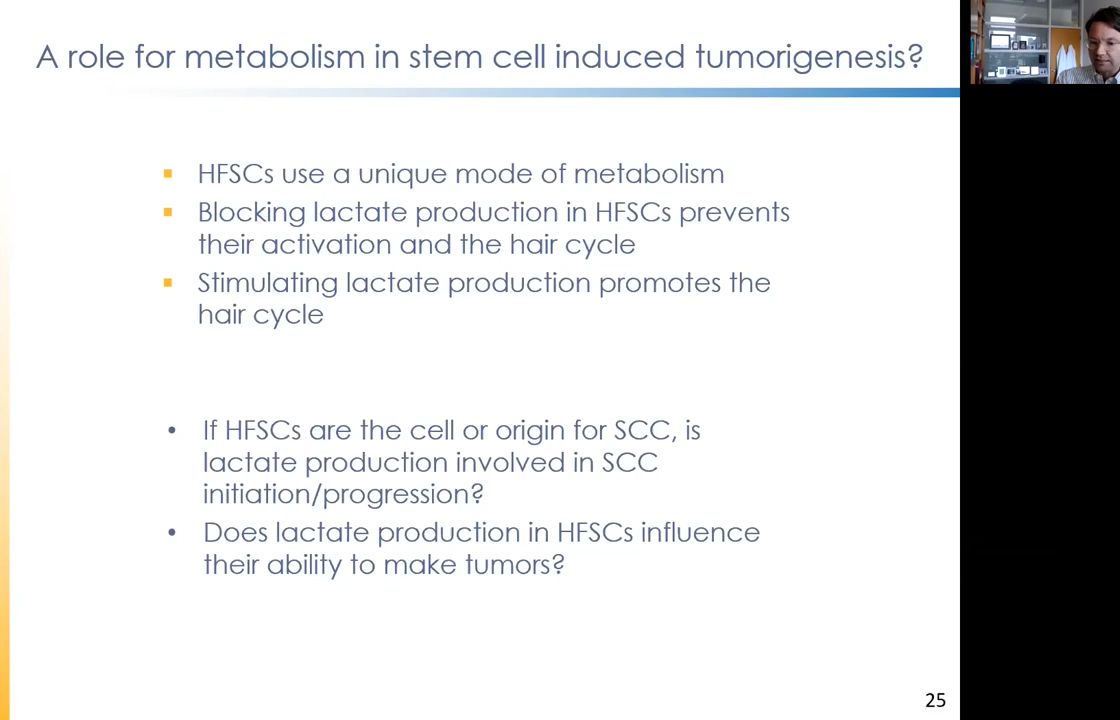 A role for metabolism in stem cell induced tumorigenesis?
HFSCs use a unique mode of metabolism
Blocking lactate production in HFSCs prevents
their activation and the hair cycle
Stimulating lactate production promotes the
hair cycle
If HFSCs are the cell or origin for SCC, is
lactate production involved in SCC
initiation/progression?
Does lactate production in HFSCs influence
their ability to make tumors?
25